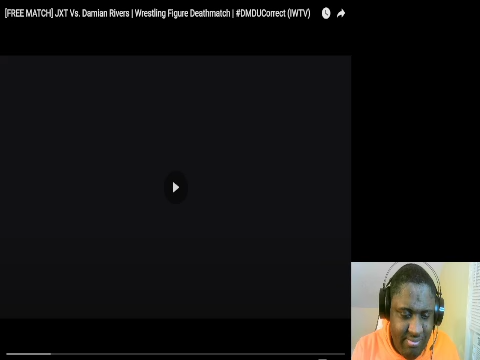 [FREE MATCH] JXT Vs. Damian Rivers | Wrestling Figure Deathmatch | #DMDUCorrect (IWTV)